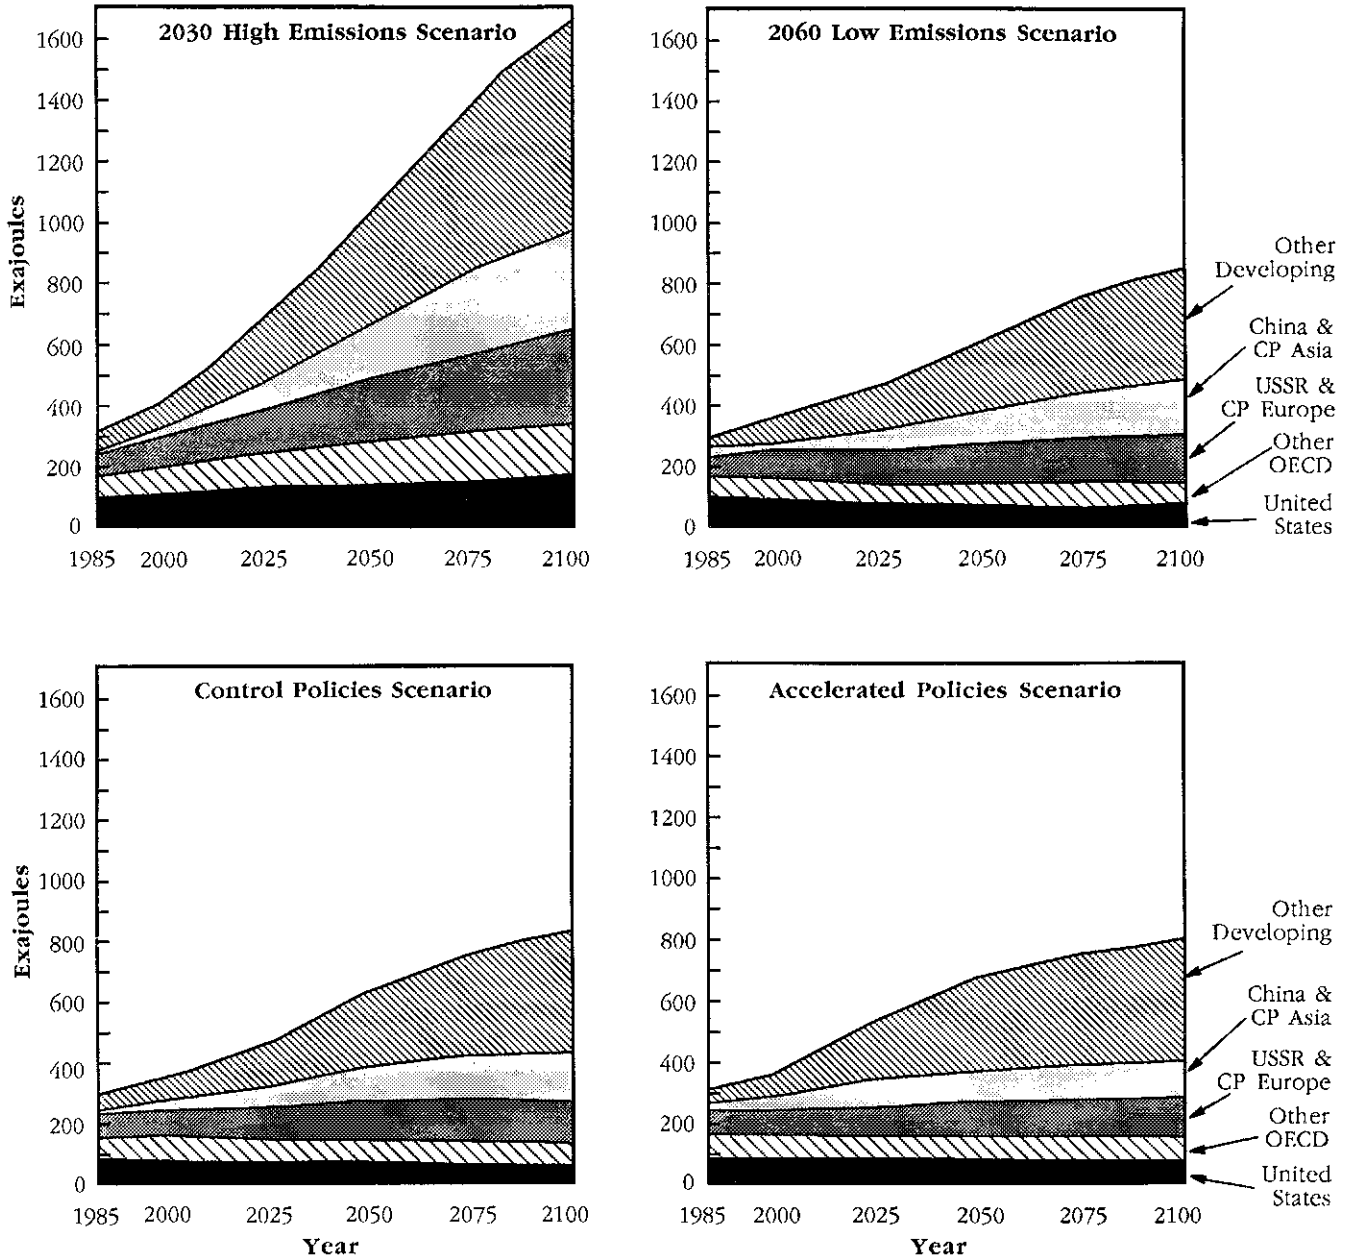 2030 High Emissions Scenario
1600
1400
1200
1000
800
600
400
200
0
Exajoules
1985 2000 2025 2050 2075 2100
2060 Low Emissions Scenario
1600
1400
1200
1000
800
600
400
200
0
1985 2000 2025 2050 2075 2100
Other
Developing
China &
CP Asia
USSR &
CP Europe
Other
OECD
United
States
Control Policies Scenario
1600
1400
1200
1000
800
600
400
200
0
Exajoules
1985 2000 2025 2050 2075 2100
Year
Accelerated Policies Scenario
1600
1400
1200
1000
800
600
400
200
0
1985 2000 2025 2050 2075 2100
Year
Other
Developing
China &
CP Asia
USSR &
CP Europe
Other
OECD
United
States